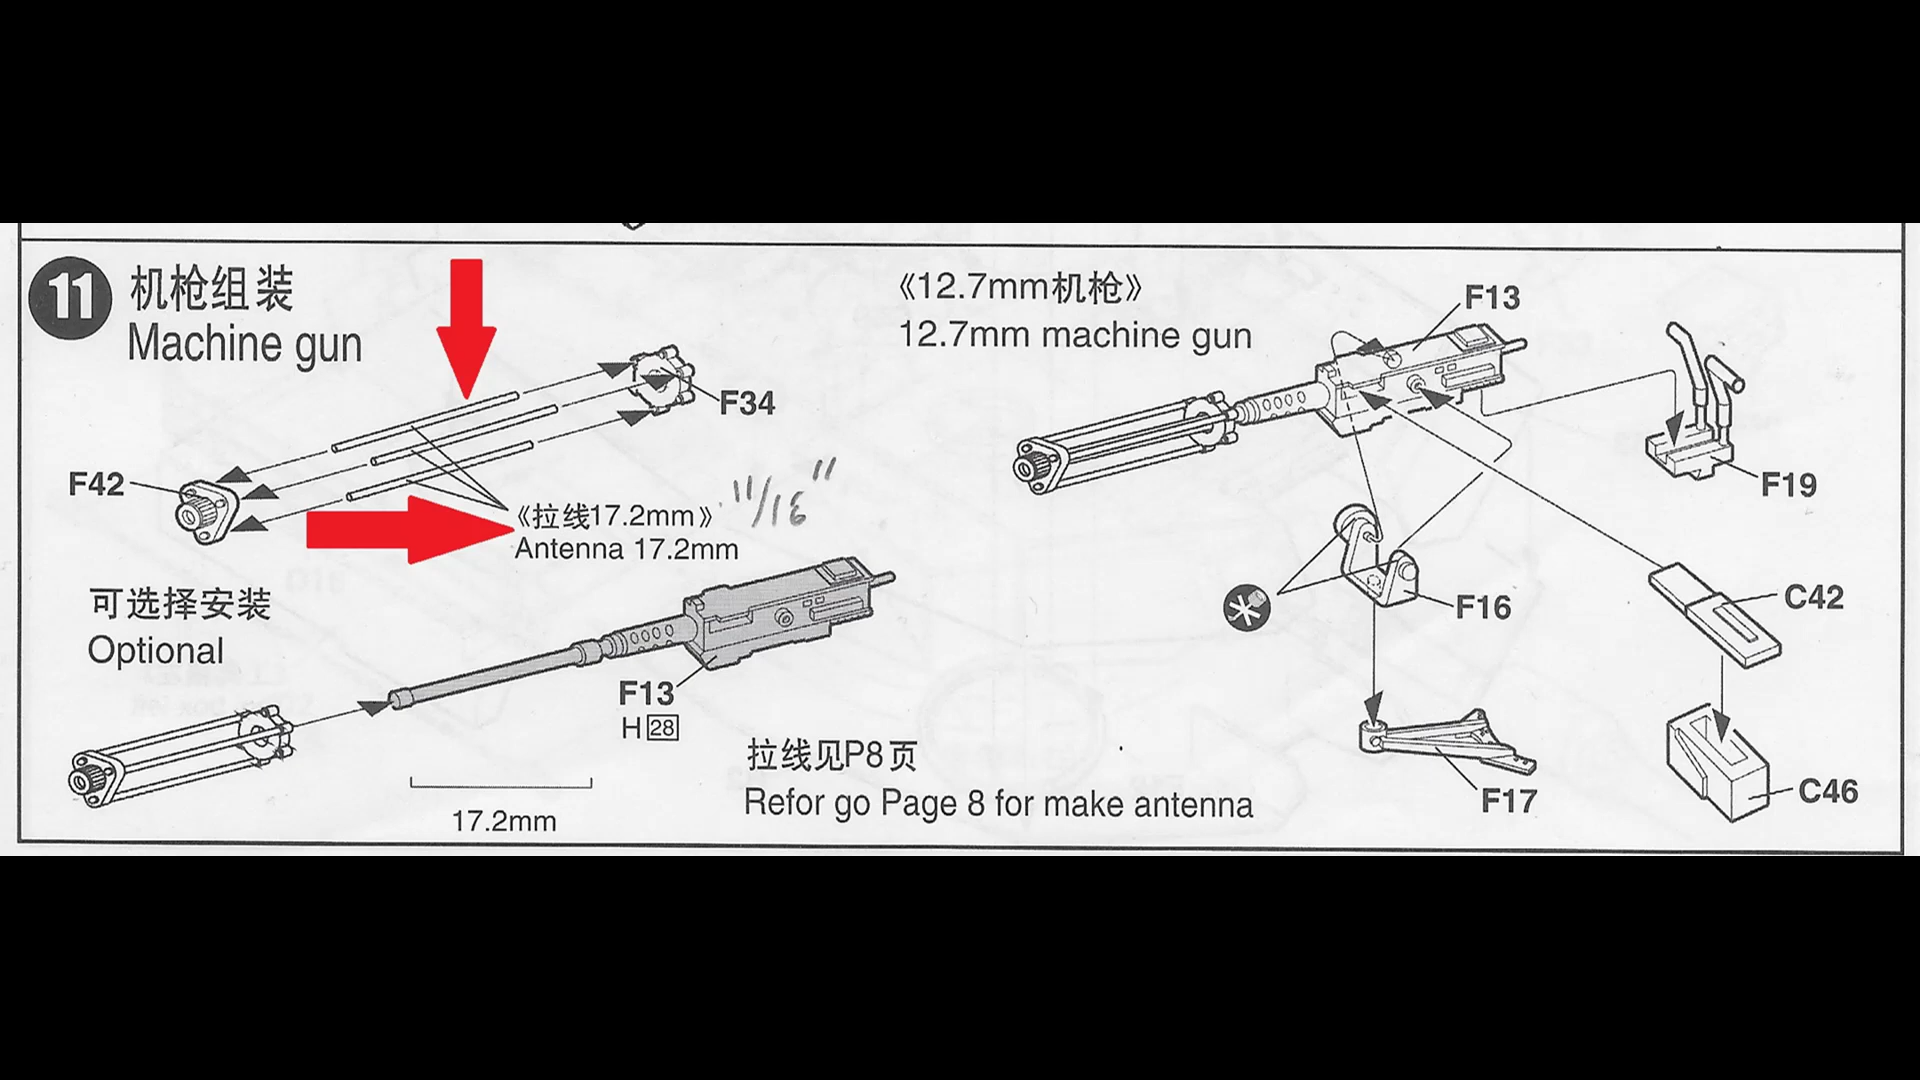 11 机枪组装
Machine gun
F34
F42
《拉线17.2mm》 11/16"
Antenna 17.2mm
可选择安装
Optional
F13
H 28
17.2mm
拉线见P8页
Refor go Page 8 for make antenna
《12.7mm机枪》
12.7mm machine gun
F13
F19
F16
C42
F17
C46